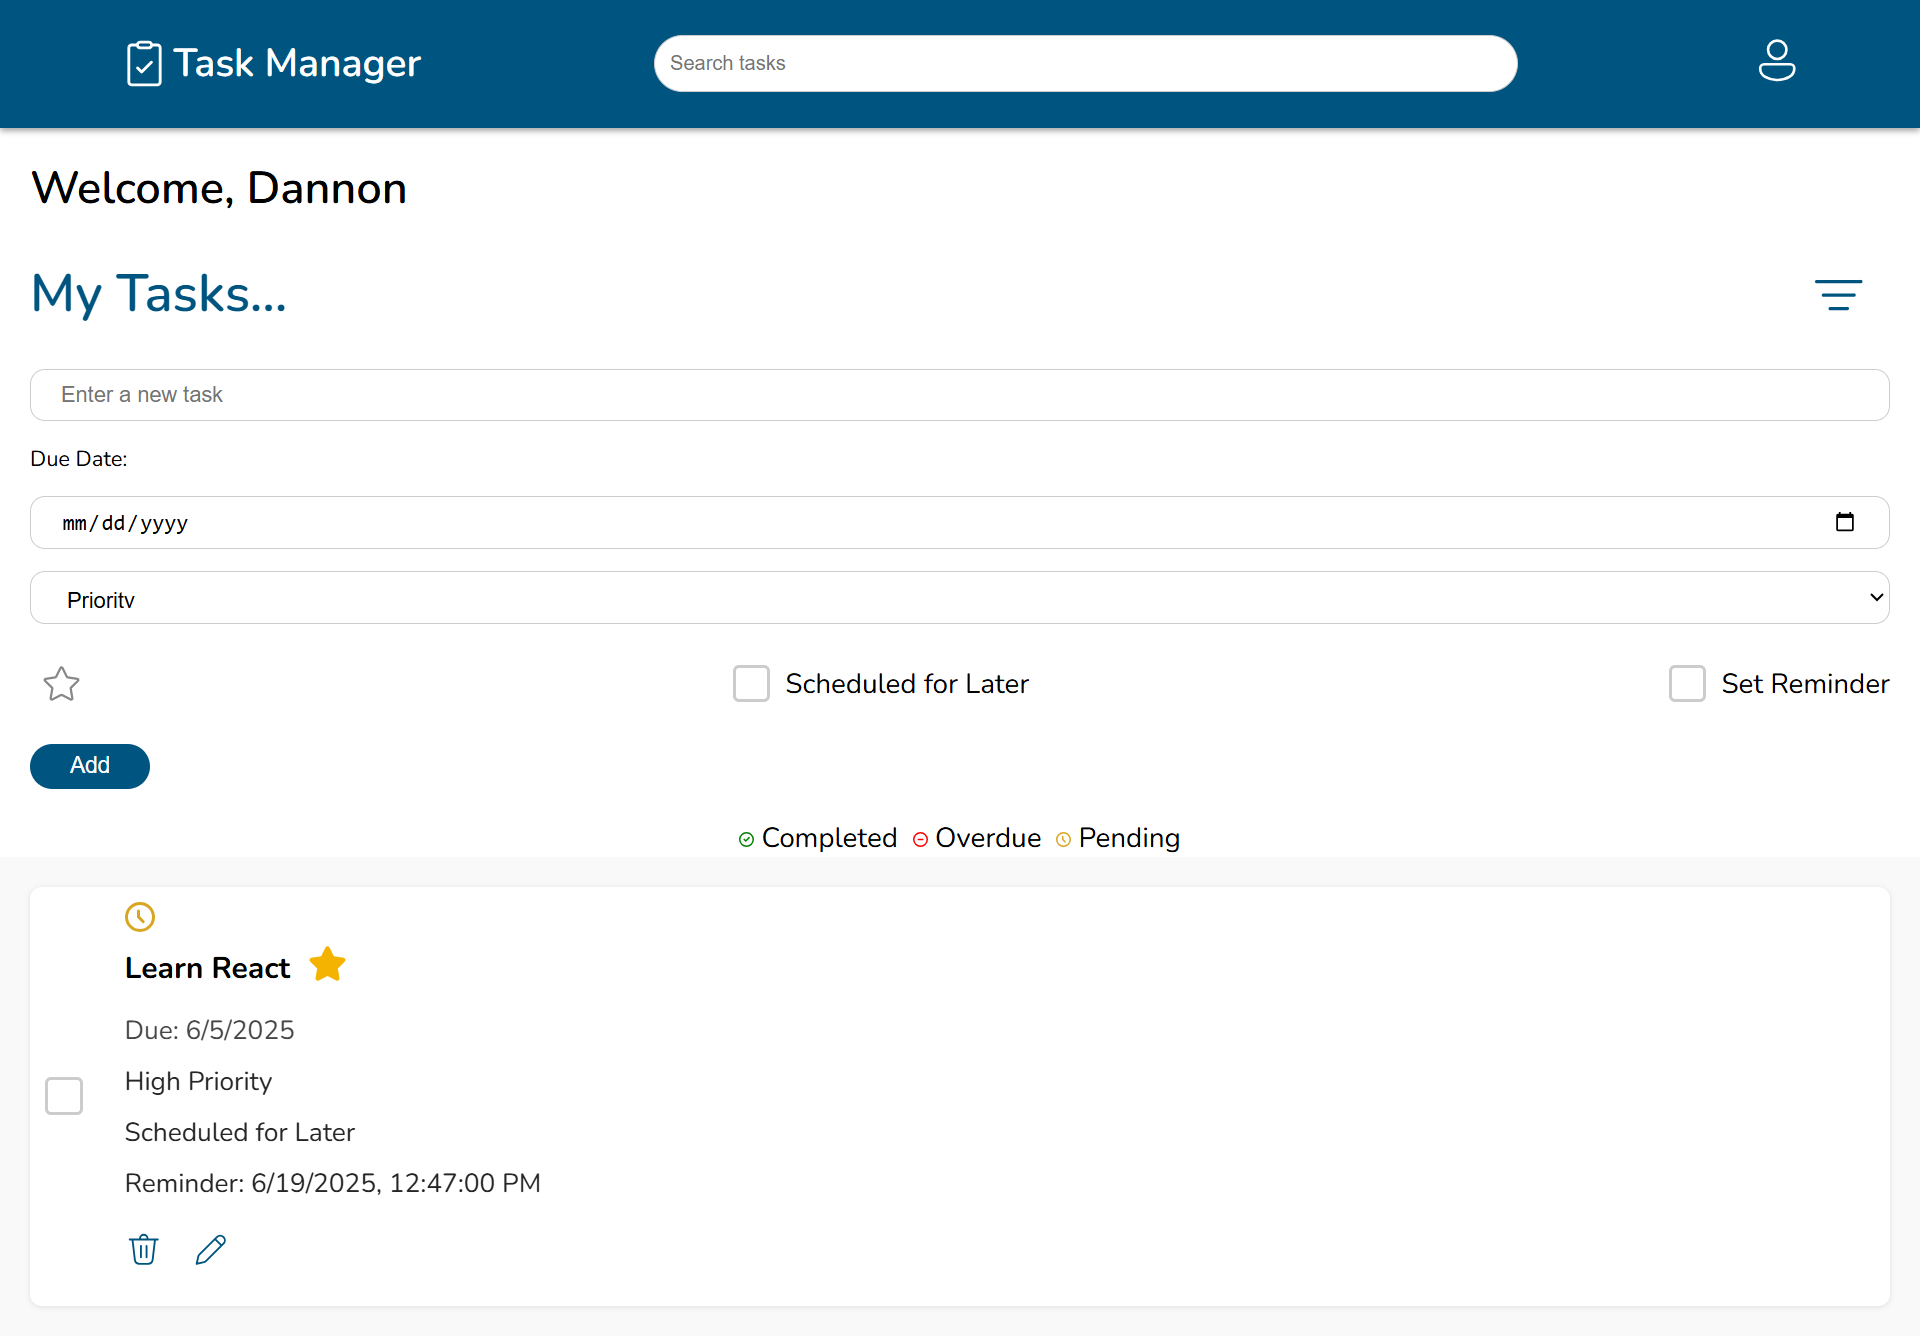 Task Manager
Search tasks
Welcome, Dannon
My Tasks...
Enter a new task
Due Date:
mm/dd/yyyy
Priority
Scheduled for Later
Set Reminder
Add
Completed Overdue Pending
Learn React
Due: 6/5/2025
High Priority
Scheduled for Later
Reminder: 6/19/2025, 12:47:00 PM